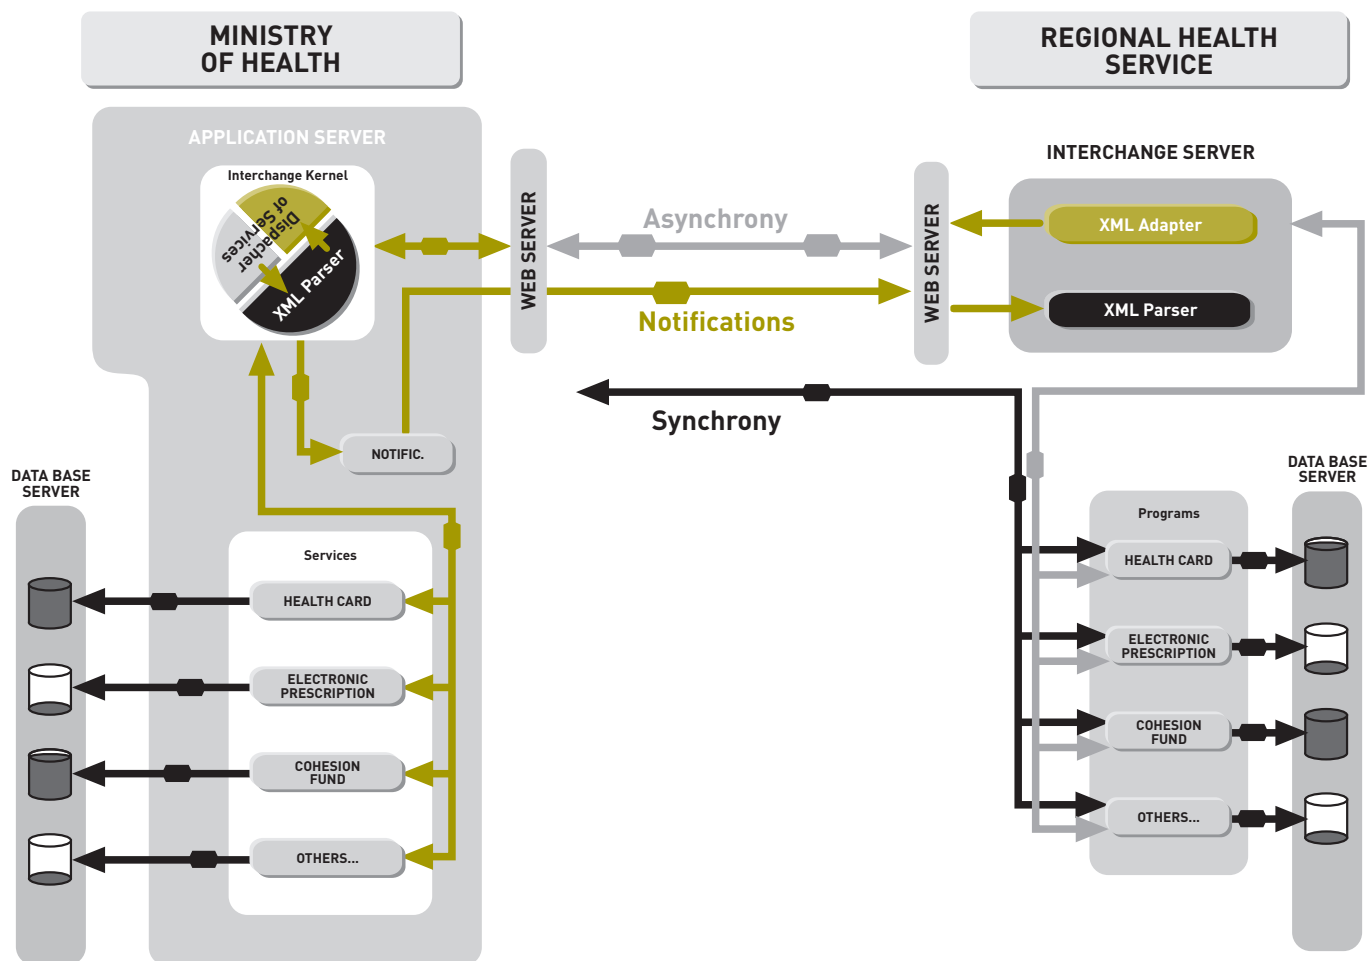 MINISTRY
OF HEALTH
REGIONAL HEALTH
SERVICE
APPLICATION SERVER
Interchange Kernel
Dispacher
of Services
XML Parser
WEB SERVER
Asynchrony
Notifications
Synchrony
WEB SERVER
INTERCHANGE SERVER
XML Adapter
XML Parser
NOTIFIC.
DATA BASE
SERVER
Services
HEALTH CARD
ELECTRONIC
PRESCRIPTION
COHESION
FUND
OTHERS...
DATA BASE
SERVER
Programs
HEALTH CARD
ELECTRONIC
PRESCRIPTION
COHESION
FUND
OTHERS...